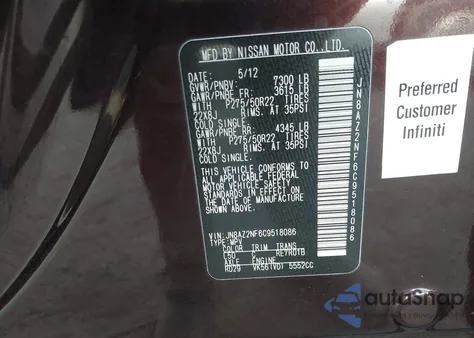 MFD BY NISSAN MOTOR CO.,LTD.
DATE: 5/12
GVWR/PNBV: 7300 LB
GAWR/PNBE FR: 3615 LB
WITH P275/50R22 TIRES
22X8J RIMS. AT 35PSI
COLD SINGLE.
GAWR/PNBE RR: 4345 LB
WITH P275/50R22 TIRES
22X8J RIMS. AT 35PSI
COLD SINGLE.
THIS VEHICLE CONFORMS TO
ALL APPLICABLE FEDERAL
MOTOR VEHICLE SAFETY
STANDARDS IN EFFECT ON
THE DATE OF MANUFACTURE
SHOWN ABOVE.
VIN: JN8AZ2NF6C9518086
TYPE: MPV
COLOR TRIM TRANS
L50 C RE7R01B
AXLE ENGINE
RD29 VK56(VD) 5552CC
JN8AZ2NF6C9518086
Preferred
Customer
Infiniti
autosnap